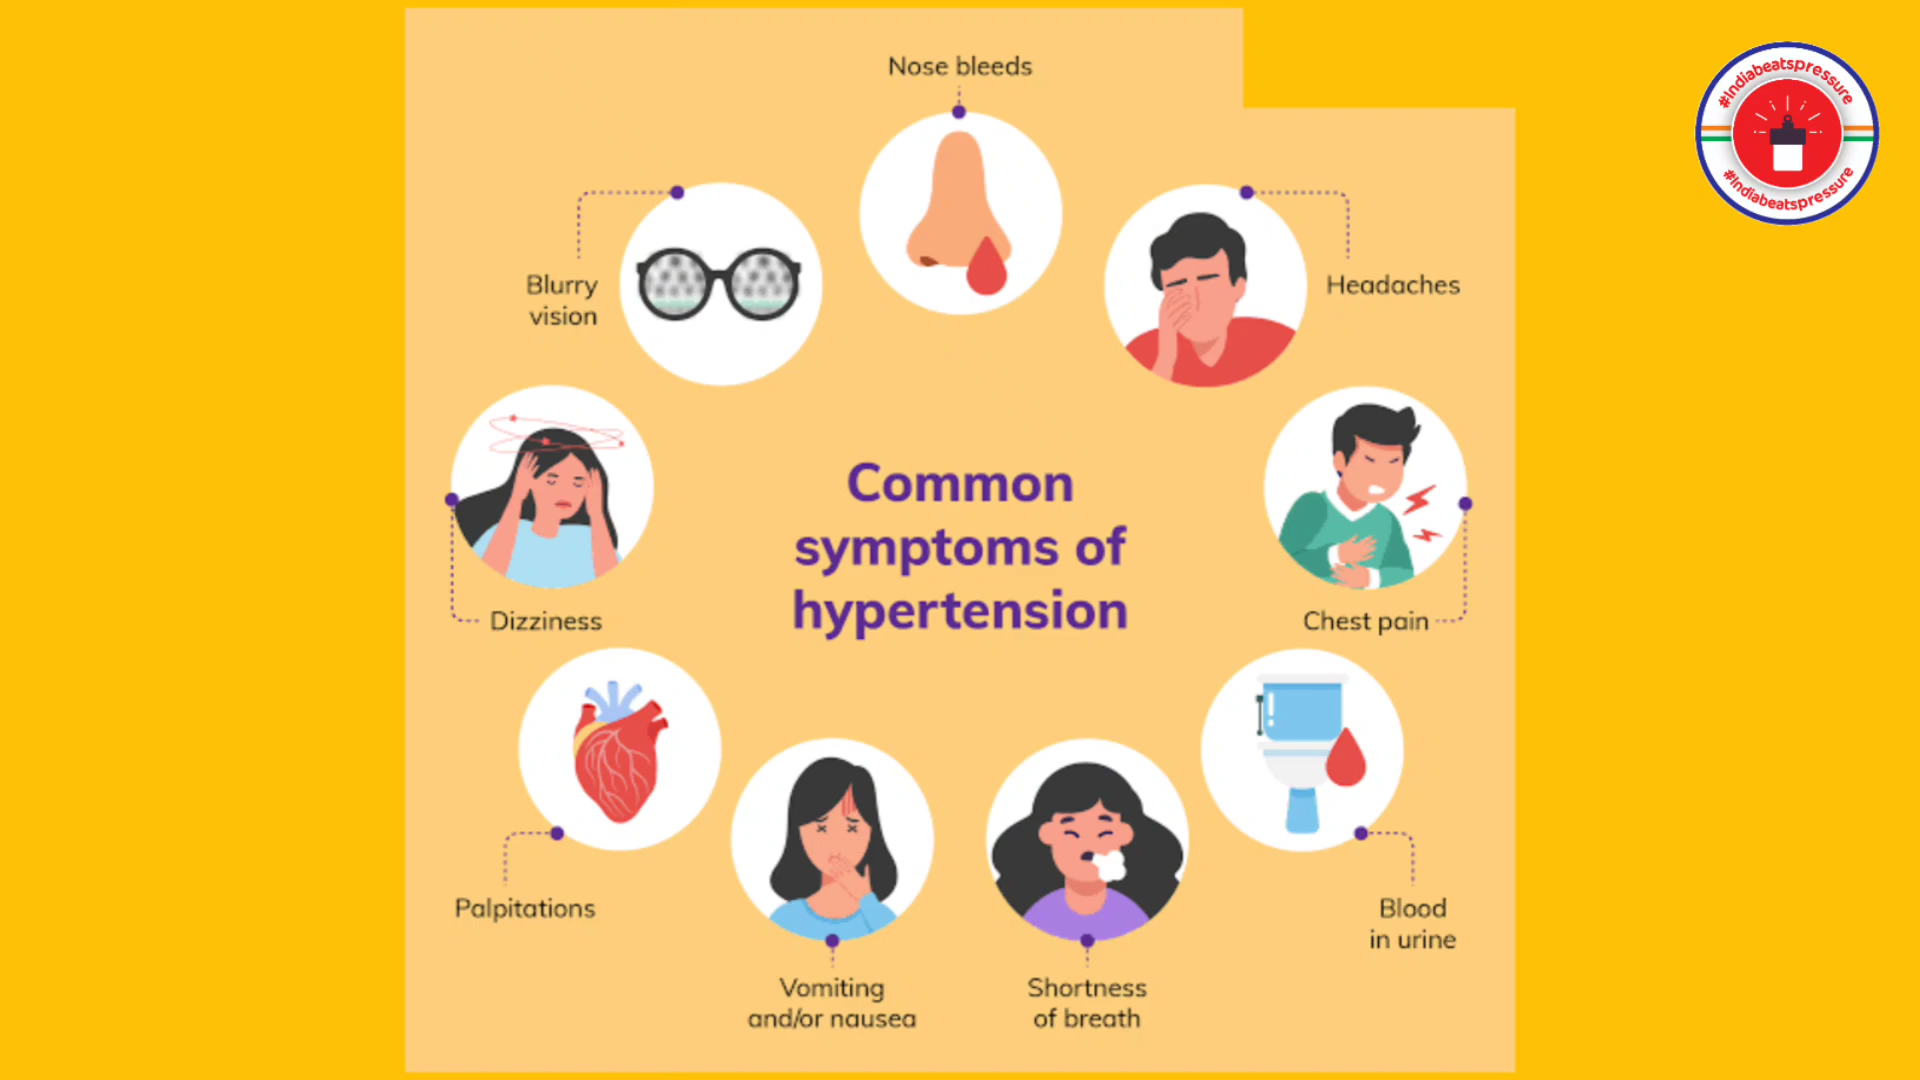 Nose bleeds
#Indiabeatspressure
#Indiabeatspressure
Blurry
vision
Headaches
Common
symptoms of
hypertension
Dizziness
Chest pain
Palpitations
Blood
in urine
Vomiting
and/or nausea
Shortness
of breath